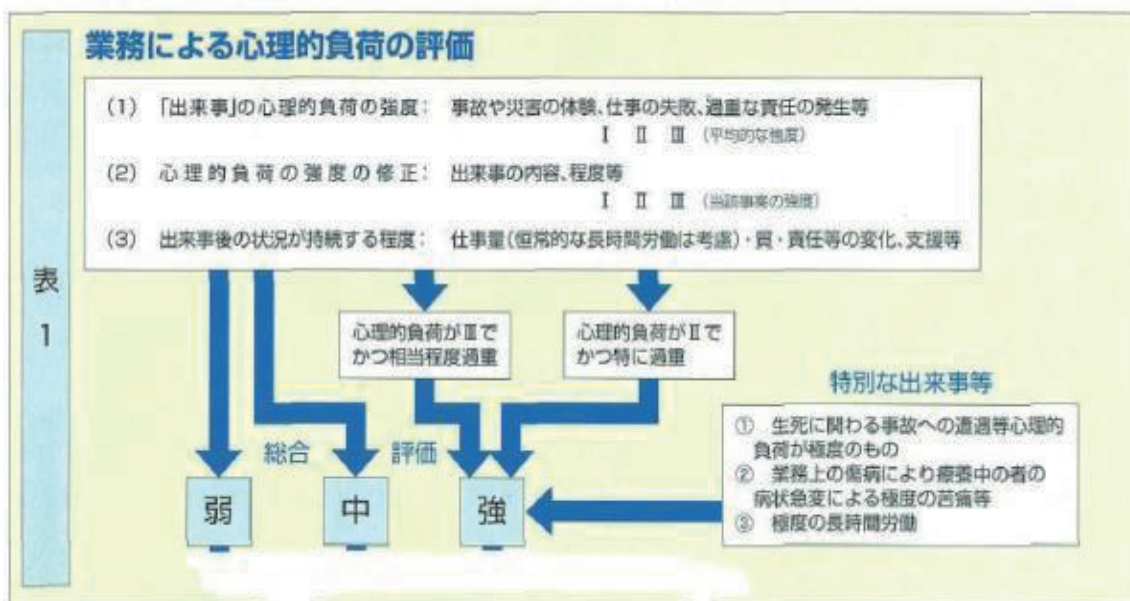 表1
業務による心理的負荷の評価
(1) 「出来事」の心理的負荷の強度： 事故や災害の体験、仕事の失敗、過重な責任の発生等
Ⅰ Ⅱ Ⅲ (平均的な強度)
(2) 心理的負荷の強度の修正： 出来事の内容、程度等
Ⅰ Ⅱ Ⅲ (当該事案の強度)
(3) 出来事後の状況が持続する程度： 仕事量(恒常的な長時間労働は考慮)・質・責任等の変化、支援等
心理的負荷がⅢで
かつ相当程度過重
心理的負荷がⅡで
かつ特に過重
特別な出来事等
① 生死に関わる事故への遭遇等心理的
負荷が極度のもの
② 業務上の傷病により療養中の者の
病状急変による極度の苦痛等
③ 極度の長時間労働
総合 評価
弱 中 強